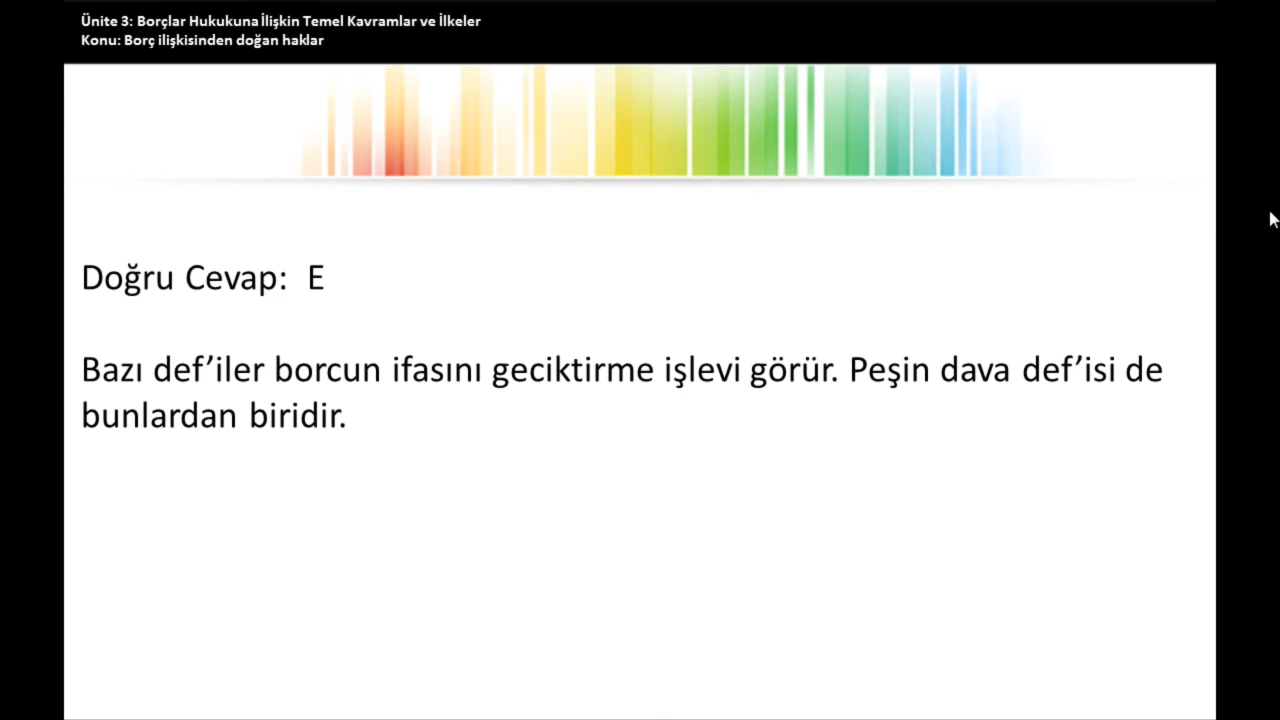 Ünite 3: Borçlar Hukukuna İlişkin Temel Kavramlar ve İlkeler
Konu: Borç ilişkisinden doğan haklar
Doğru Cevap: E
Bazı def’iler borcun ifasını geciktirme işlevi görür. Peşin dava def’isi de
bunlardan biridir.